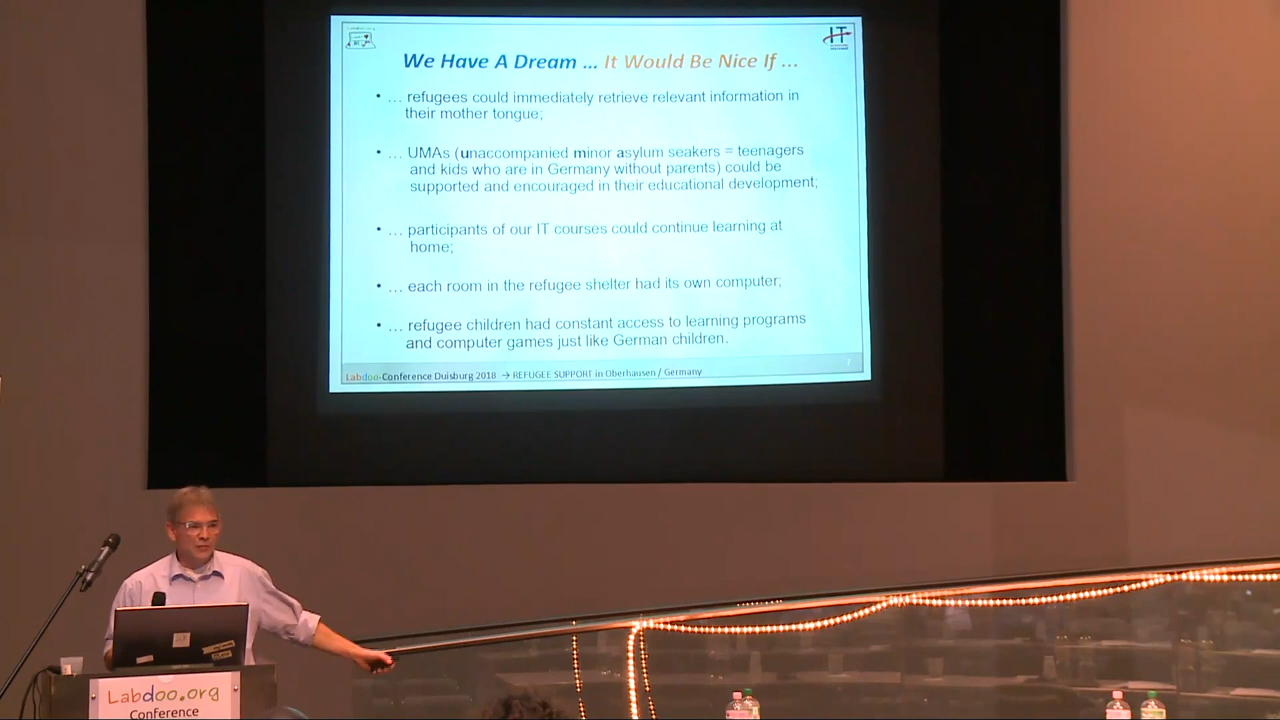 IT
We Have A Dream ... It Would Be Nice If ...
• ... refugees could immediately retrieve relevant information in
their mother tongue;
• ... UMAs (unaccompanied minor asylum seakers = teenagers
and kids who are in Germany without parents) could be
supported and encouraged in their educational development;
• ... participants of our IT courses could continue learning at
home;
• ... each room in the refugee shelter had its own computer;
• ... refugee children had constant access to learning programs
and computer games just like German children.
7
Labdoo-Conference Duisburg 2018 → REFUGEE SUPPORT in Oberhausen / Germany
Labdoo.org
Conference